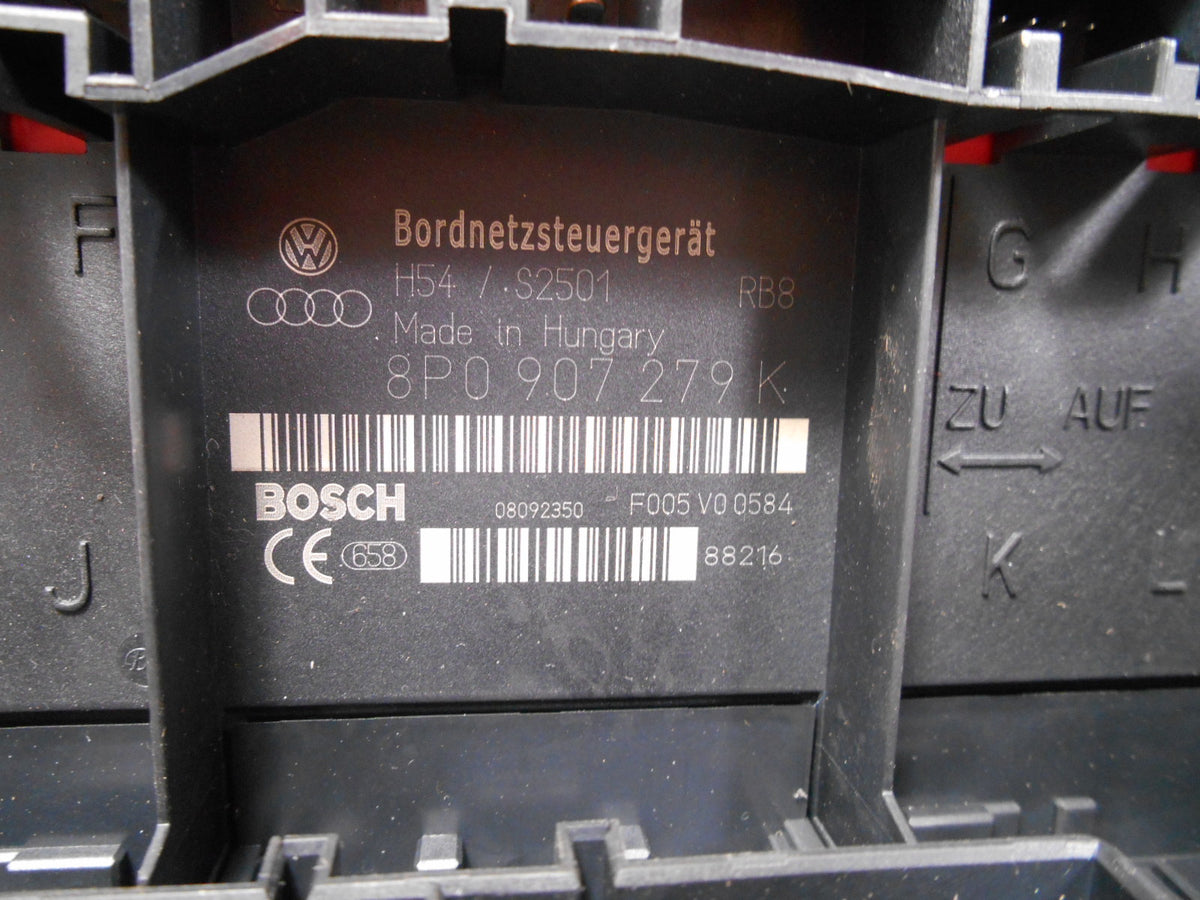 F
Bordnetzsteuergerät
H54 / S2501 RB8
Made in Hungary
8P0 907 279 K
G H
ZU AUF
BOSCH 08092350 F005 V0 0584
CE 658 88216
J
K
B